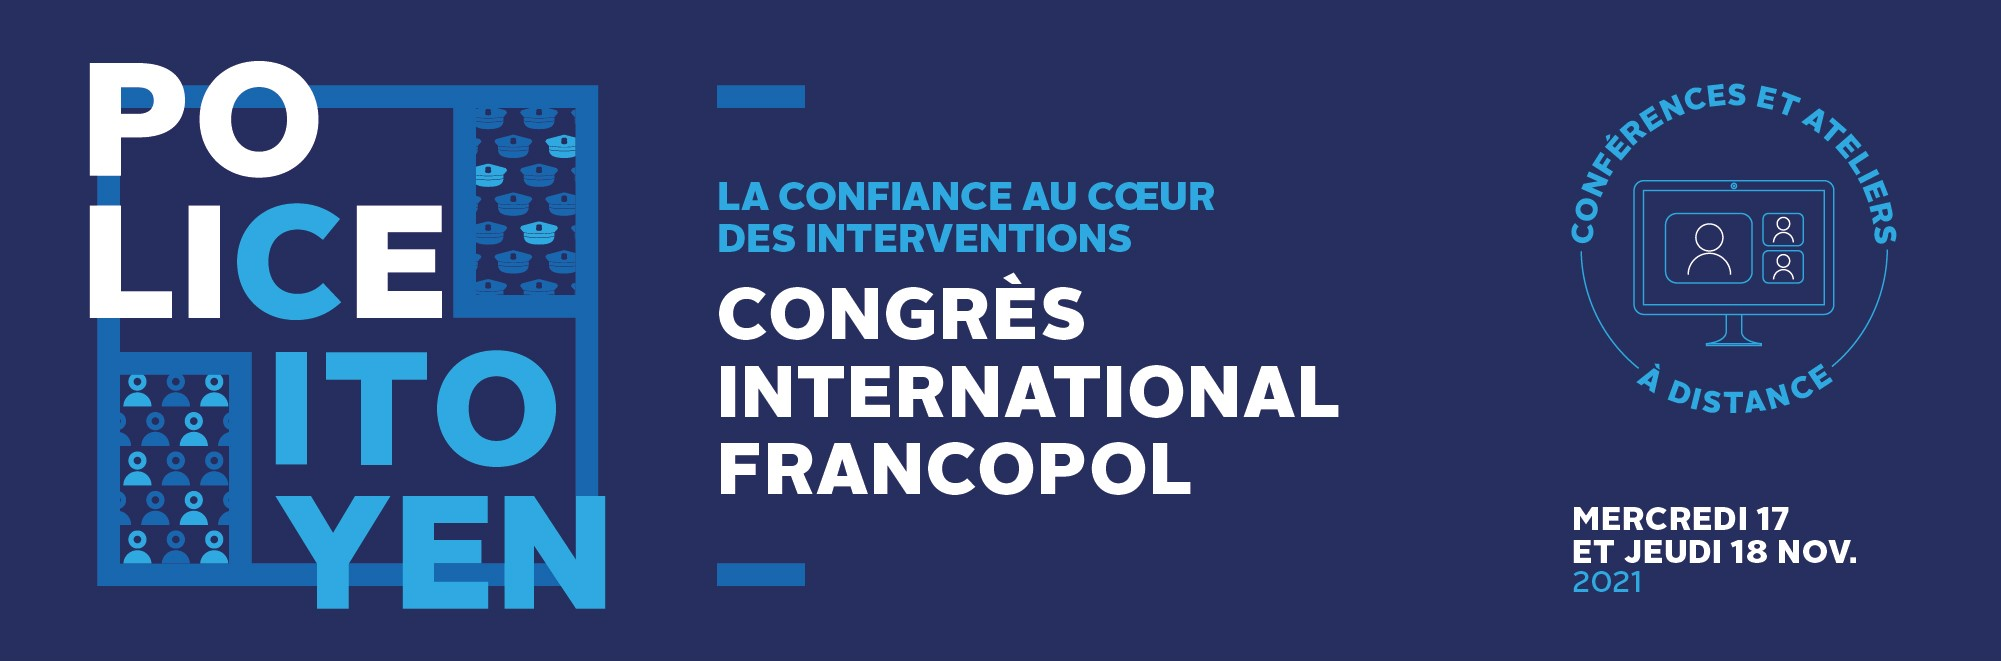 PO
LICE
ITO
YEN
LA CONFIANCE AU CŒUR
DES INTERVENTIONS
CONGRÈS
INTERNATIONAL
FRANCOPOL
CONFÉRENCES ET ATELIERS
À DISTANCE
MERCREDI 17
ET JEUDI 18 NOV.
2021